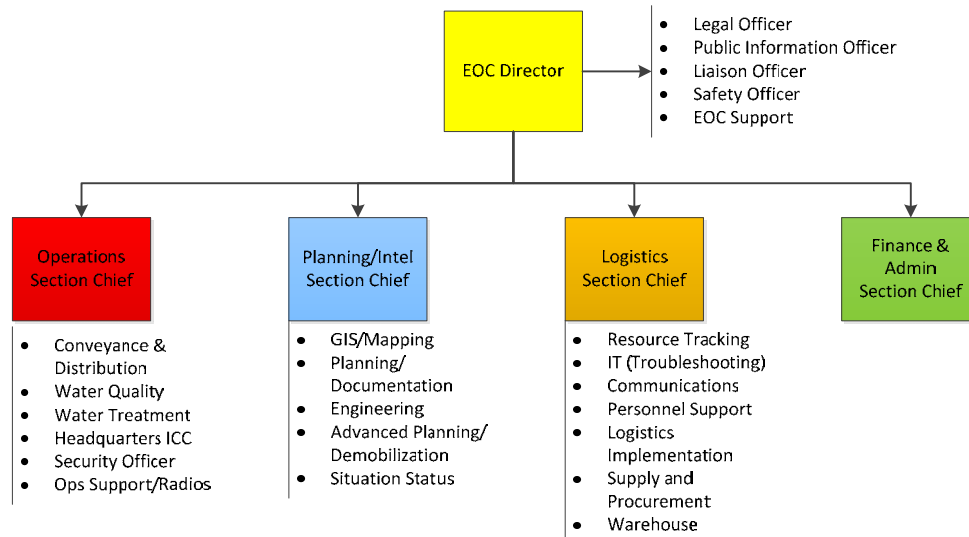 EOC Director
• Legal Officer
• Public Information Officer
• Liaison Officer
• Safety Officer
• EOC Support
Operations
Section Chief
• Conveyance &
Distribution
• Water Quality
• Water Treatment
• Headquarters ICC
• Security Officer
• Ops Support/Radios
Planning/Intel
Section Chief
• GIS/Mapping
• Planning/
Documentation
• Engineering
• Advanced Planning/
Demobilization
• Situation Status
Logistics
Section Chief
• Resource Tracking
• IT (Troubleshooting)
• Communications
• Personnel Support
• Logistics
Implementation
• Supply and
Procurement
• Warehouse
Finance &
Admin
Section Chief